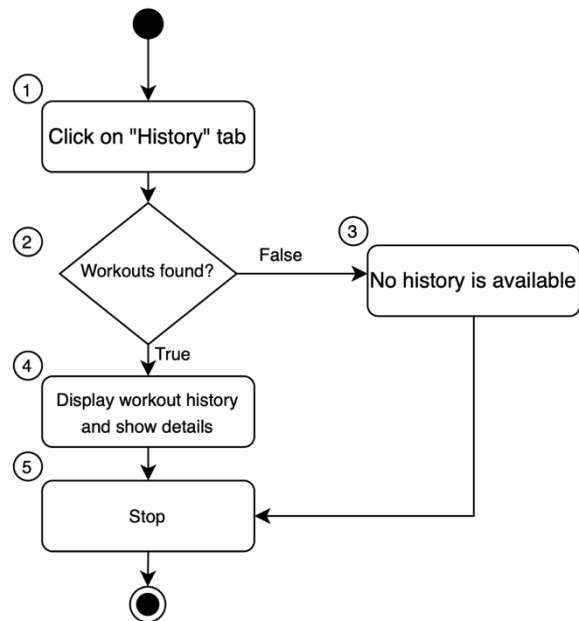 1
Click on "History" tab
2
Workouts found?
False
3
No history is available
True
4
Display workout history
and show details
5
Stop